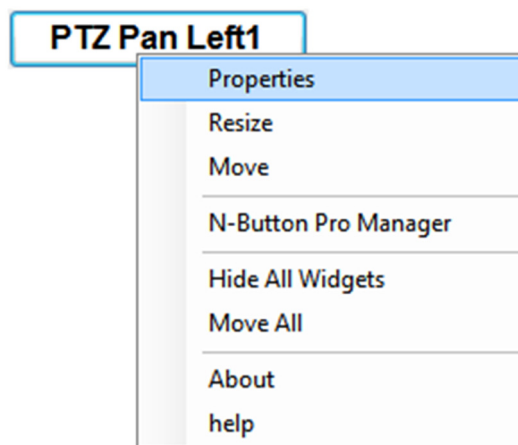 PTZ Pan Left1
Properties
Resize
Move
N-Button Pro Manager
Hide All Widgets
Move All
About
help